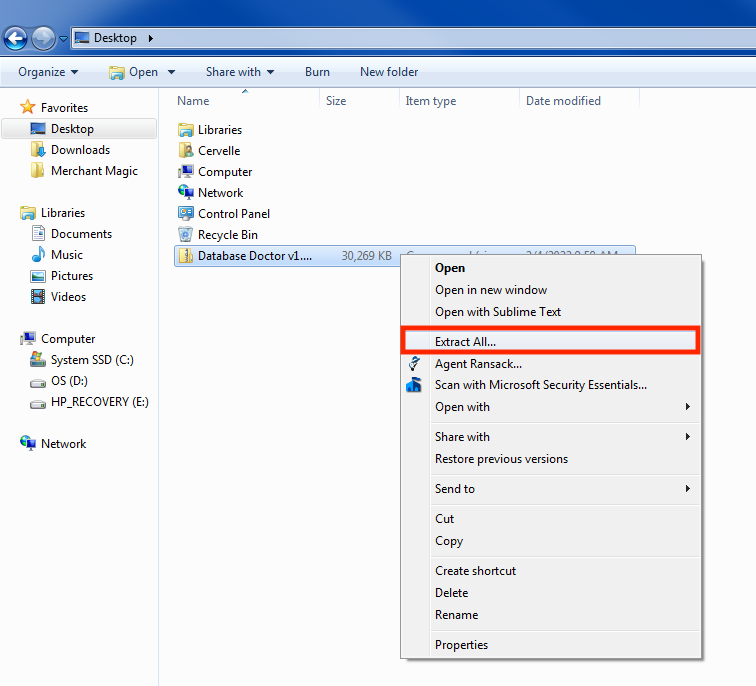 Desktop
Organize Open Share with Burn New folder
Name Size Item type Date modified
Favorites
Desktop
Downloads
Merchant Magic
Libraries
Documents
Music
Pictures
Videos
Computer
System SSD (C:)
OS (D:)
HP_RECOVERY (E:)
Network
Libraries
Cervelle
Computer
Network
Control Panel
Recycle Bin
Database Doctor v1.... 30,269 KB
Open
Open in new window
Open with Sublime Text
Extract All...
Agent Ransack...
Scan with Microsoft Security Essentials...
Open with
Share with
Restore previous versions
Send to
Cut
Copy
Create shortcut
Delete
Rename
Properties